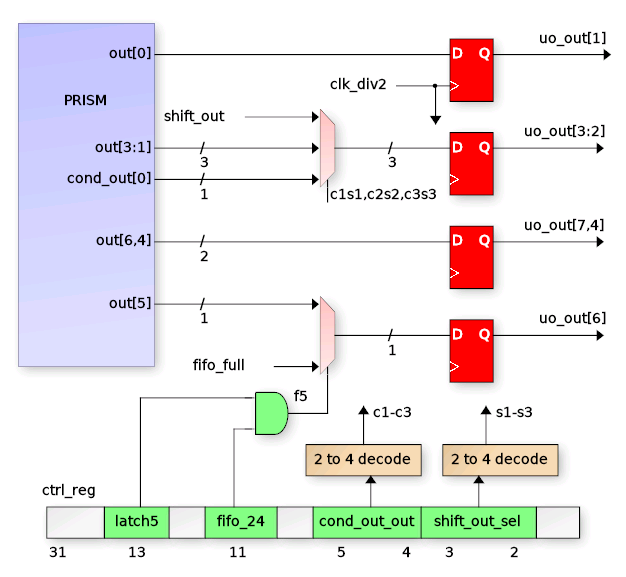 uo_out[1]
out[0]
D Q
clk_div2
PRISM
shift_out
uo_out[3:2]
out[3:1]
3
3
D Q
cond_out[0]
1
c1s1,c2s2,c3s3
uo_out[7,4]
out[6,4]
2
D Q
out[5]
1
uo_out[6]
D Q
1
fifo_full
f5
c1-c3
s1-s3
2 to 4 decode
2 to 4 decode
ctrl_reg
latch5
fifo_24
cond_out_out
shift_out_sel
31
13
11
5
4
3
2